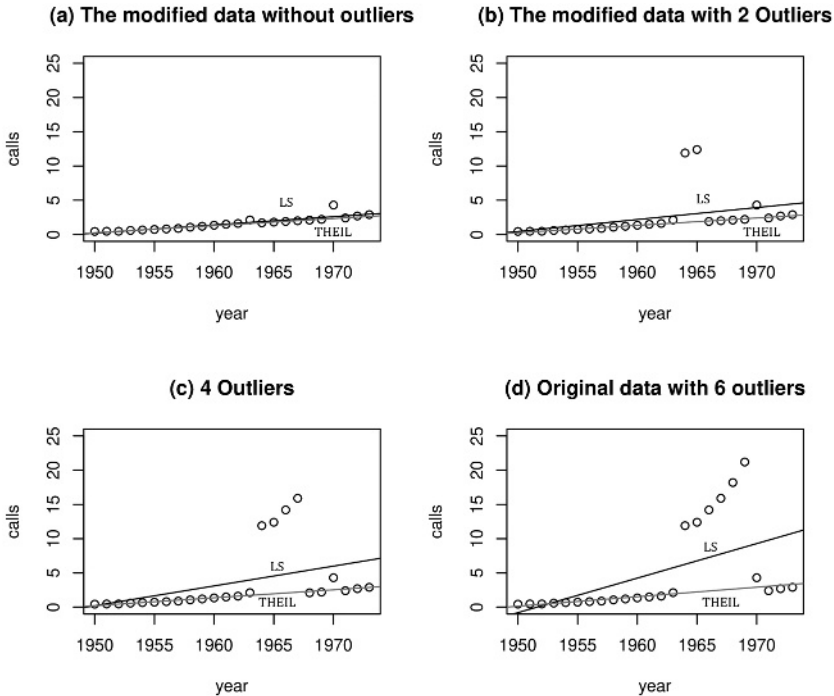 (a) The modified data without outliers
calls
25
20
15
10
5
0
LS
THEIL
1950 1955 1960 1965 1970
year
(b) The modified data with 2 Outliers
calls
25
20
15
10
5
0
LS
THEIL
1950 1955 1960 1965 1970
year
(c) 4 Outliers
calls
25
20
15
10
5
0
LS
THEIL
1950 1955 1960 1965 1970
year
(d) Original data with 6 outliers
calls
25
20
15
10
5
0
LS
THEIL
1950 1955 1960 1965 1970
year